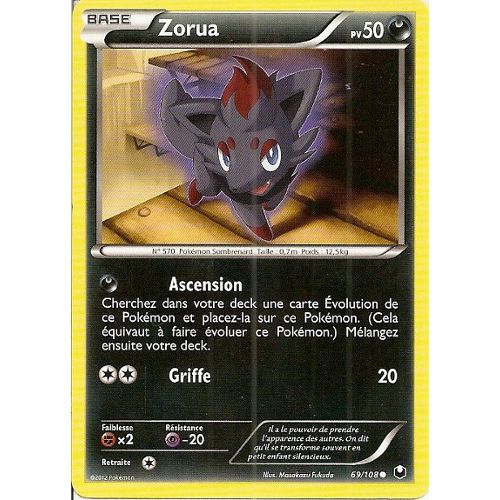 BASE Zorua PV50
N° 570 Pokémon Sombrenard Taille : 0,7m Poids : 12,5kg
Ascension
Cherchez dans votre deck une carte Évolution de
ce Pokémon et placez-la sur ce Pokémon. (Cela
équivaut à faire évoluer ce Pokémon.) Mélangez
ensuite votre deck.
Griffe 20
Faiblesse Résistance
×2 -20
Retraite
Il a le pouvoir de prendre
l'apparence des autres. On dit
qu'il se transforme souvent en
petit enfant silencieux.
Illus. Masakazu Fukuda
©2012 Pokémon 69/108